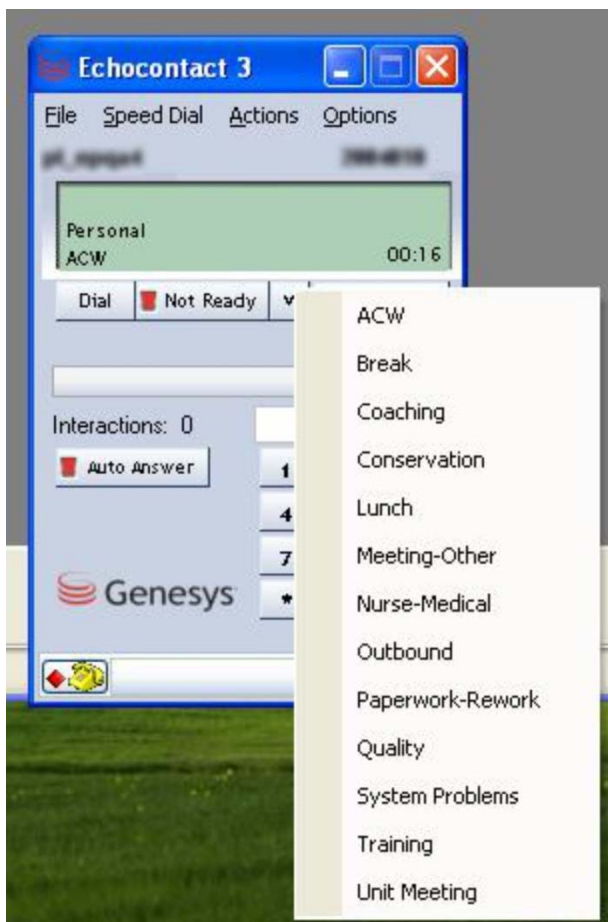 Echocontact 3
File Speed Dial Actions Options
Personal
ACW 00:16
Dial Not Ready v
Interactions: 0
Auto Answer
1
4
7
*
Genesys
ACW
Break
Coaching
Conservation
Lunch
Meeting-Other
Nurse-Medical
Outbound
Paperwork-Rework
Quality
System Problems
Training
Unit Meeting